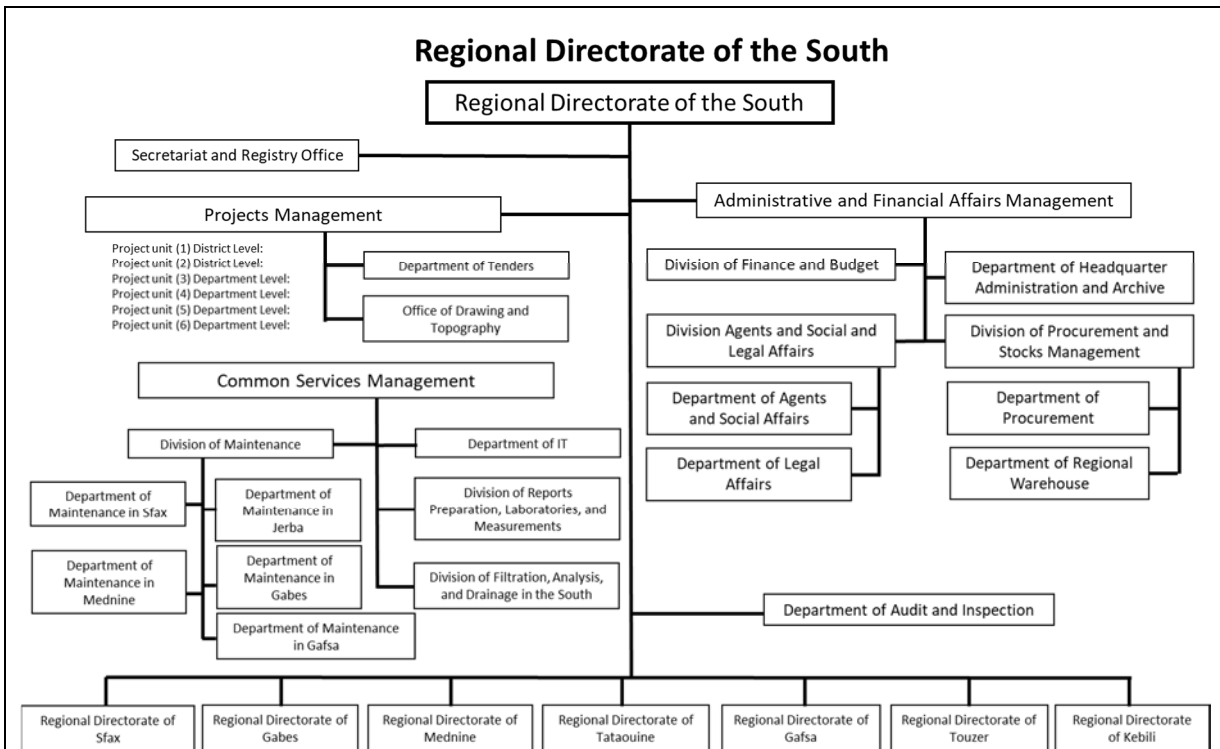 Regional Directorate of the South
Regional Directorate of the South
Secretariat and Registry Office
Projects Management
Project unit (1) District Level:
Project unit (2) District Level:
Project unit (3) Department Level:
Project unit (4) Department Level:
Project unit (5) Department Level:
Project unit (6) Department Level:
Department of Tenders
Office of Drawing and
Topography
Administrative and Financial Affairs Management
Division of Finance and Budget
Department of Headquarter
Administration and Archive
Division Agents and Social and
Legal Affairs
Division of Procurement and
Stocks Management
Department of Agents
and Social Affairs
Department of
Procurement
Department of Legal
Affairs
Department of Regional
Warehouse
Common Services Management
Division of Maintenance
Department of IT
Department of
Maintenance in Sfax
Department of
Maintenance in
Jerba
Division of Reports
Preparation, Laboratories, and
Measurements
Department of
Maintenance in
Mednine
Department of
Maintenance in
Gabes
Division of Filtration, Analysis,
and Drainage in the South
Department of Maintenance
in Gafsa
Department of Audit and Inspection
Regional Directorate of
Sfax
Regional Directorate of
Gabes
Regional Directorate of
Mednine
Regional Directorate of
Tataouine
Regional Directorate of
Gafsa
Regional Directorate of
Touzer
Regional Directorate
of Kebili